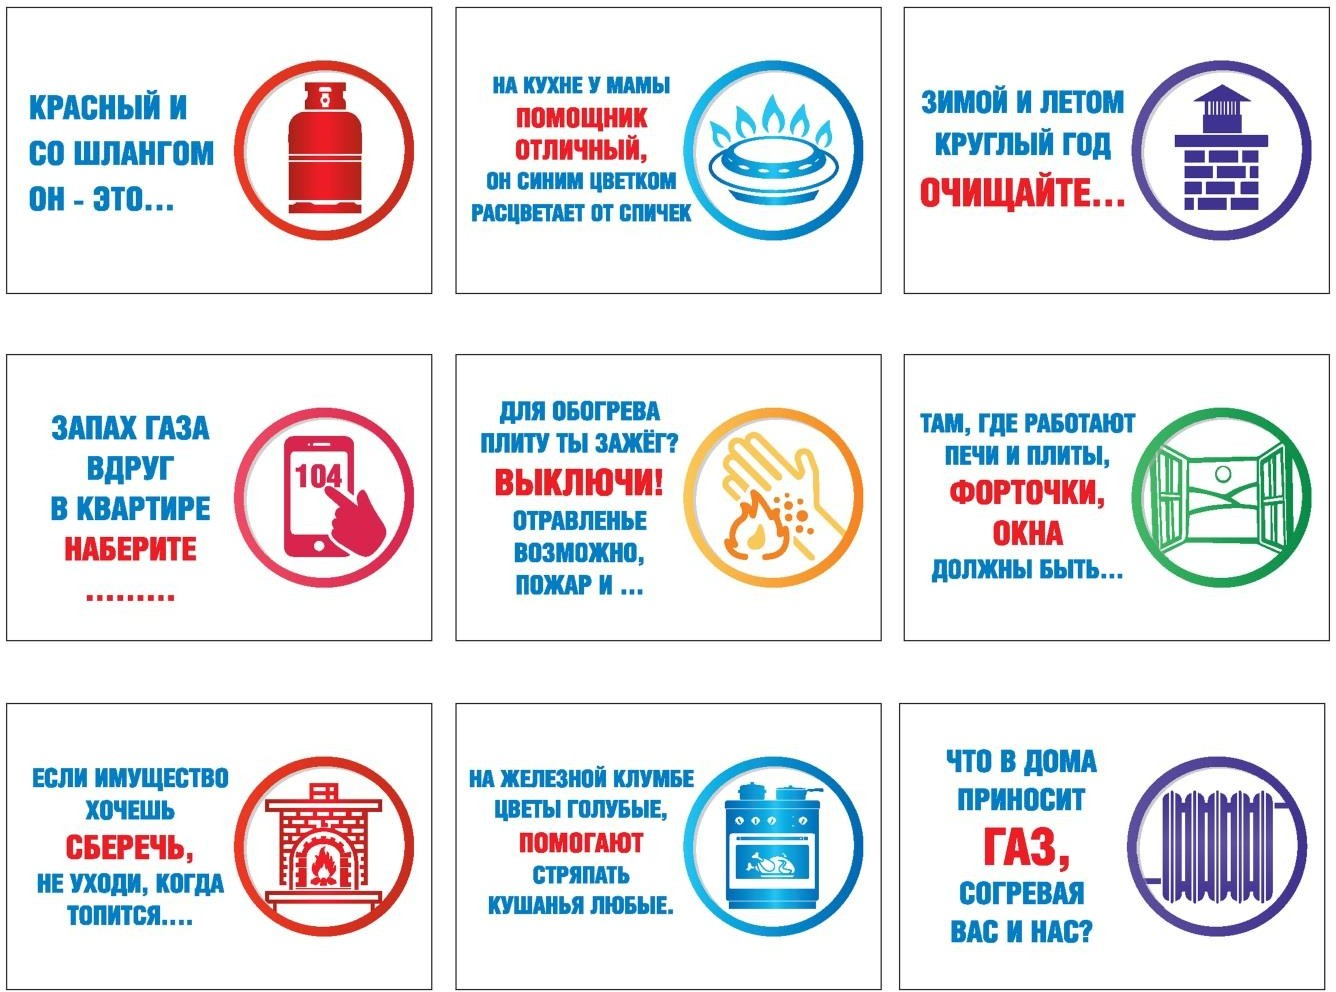 КРАСНЫЙ И
СО ШЛАНГОМ
ОН - ЭТО...
НА КУХНЕ У МАМЫ
ПОМОЩНИК
ОТЛИЧНЫЙ,
ОН СИНИМ ЦВЕТКОМ
РАСЦВЕТАЕТ ОТ СПИЧЕК
ЗИМОЙ И ЛЕТОМ
КРУГЛЫЙ ГОД
ОЧИЩАЙТЕ...
ЗАПАХ ГАЗА
ВДРУГ
В КВАРТИРЕ
НАБЕРИТЕ
.........
104
ДЛЯ ОБОГРЕВА
ПЛИТУ ТЫ ЗАЖЁГ?
ВЫКЛЮЧИ!
ОТРАВЛЕНЬЕ
ВОЗМОЖНО,
ПОЖАР И ...
ТАМ, ГДЕ РАБОТАЮТ
ПЕЧИ И ПЛИТЫ,
ФОРТОЧКИ,
ОКНА
ДОЛЖНЫ БЫТЬ...
ЕСЛИ ИМУЩЕСТВО
ХОЧЕШЬ
СБЕРЕЧЬ,
НЕ УХОДИ, КОГДА
ТОПИТСЯ....
НА ЖЕЛЕЗНОЙ КЛУМБЕ
ЦВЕТЫ ГОЛУБЫЕ,
ПОМОГАЮТ
СТРЯПАТЬ
КУШАНЬЯ ЛЮБЫЕ.
ЧТО В ДОМА
ПРИНОСИТ
ГАЗ,
СОГРЕВАЯ
ВАС И НАС?